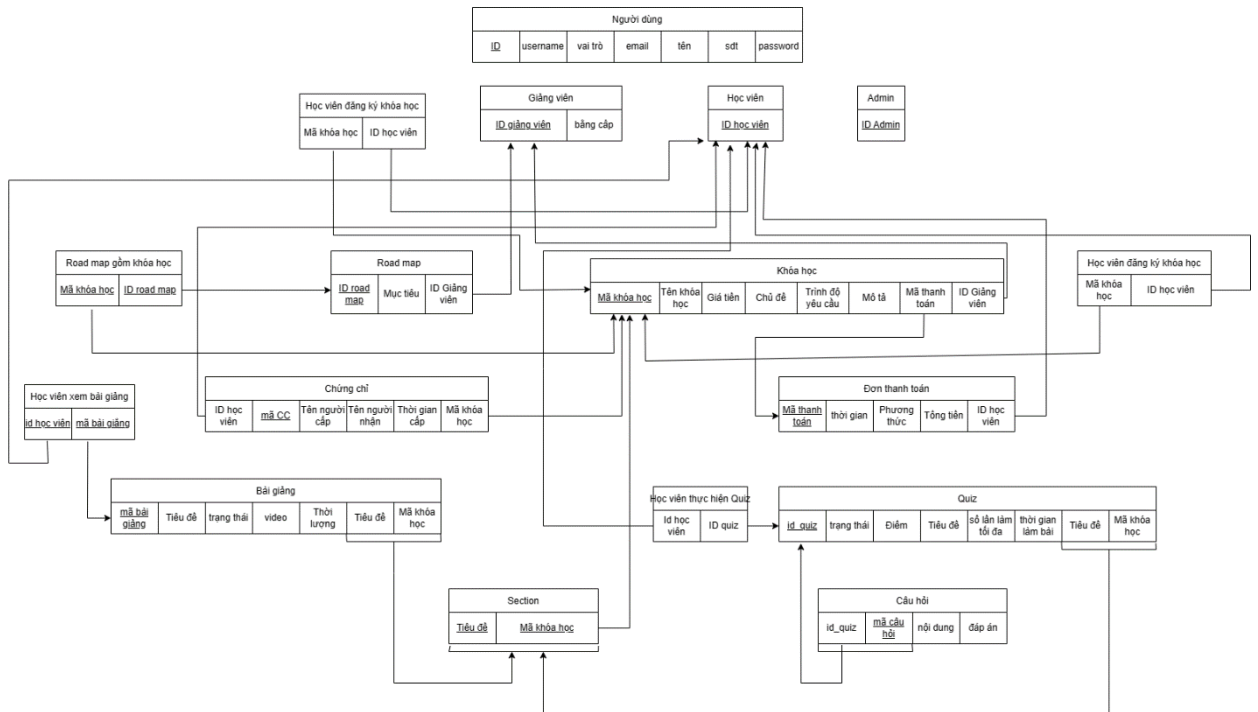 Người dùng
ID username vai trò email tên sdt password
Học viên đăng ký khóa học
Mã khóa học ID học viên
Giảng viên
ID giảng viên bằng cấp
Học viên
ID học viên
Admin
ID Admin
Road map gồm khóa học
Mã khóa học ID road map
Road map
ID road
map
Mục tiêu
ID Giảng
viên
Khóa học
Mã khóa học
Tên khóa
học
Giá tiền
Chủ đề
Trình độ
yêu cầu
Mô tả
Mã thanh
toán
ID Giảng
viên
Học viên đăng ký khóa học
Mã khóa
học
ID học viên
Học viên xem bài giảng
id học viên mã bài giảng
Chứng chỉ
ID học
viên
mã CC
Tên người
cấp
Tên người
nhận
Thời gian
cấp
Mã khóa
học
Đơn thanh toán
Mã thanh
toán
thời gian
Phương
thức
Tổng tiền
ID học
viên
Bài giảng
mã bài
giảng
Tiêu đề
trạng thái
video
Thời
lượng
Tiêu đề
Mã khóa
học
Học viên thực hiện Quiz
Id học
viên
ID quiz
Quiz
id_quiz
trạng thái
Điểm
Tiêu đề
số lần làm
tối đa
thời gian
làm bài
Tiêu đề
Mã khóa
học
Section
Tiêu đề Mã khóa học
Câu hỏi
id_quiz
mã câu
hỏi
nội dung
đáp án